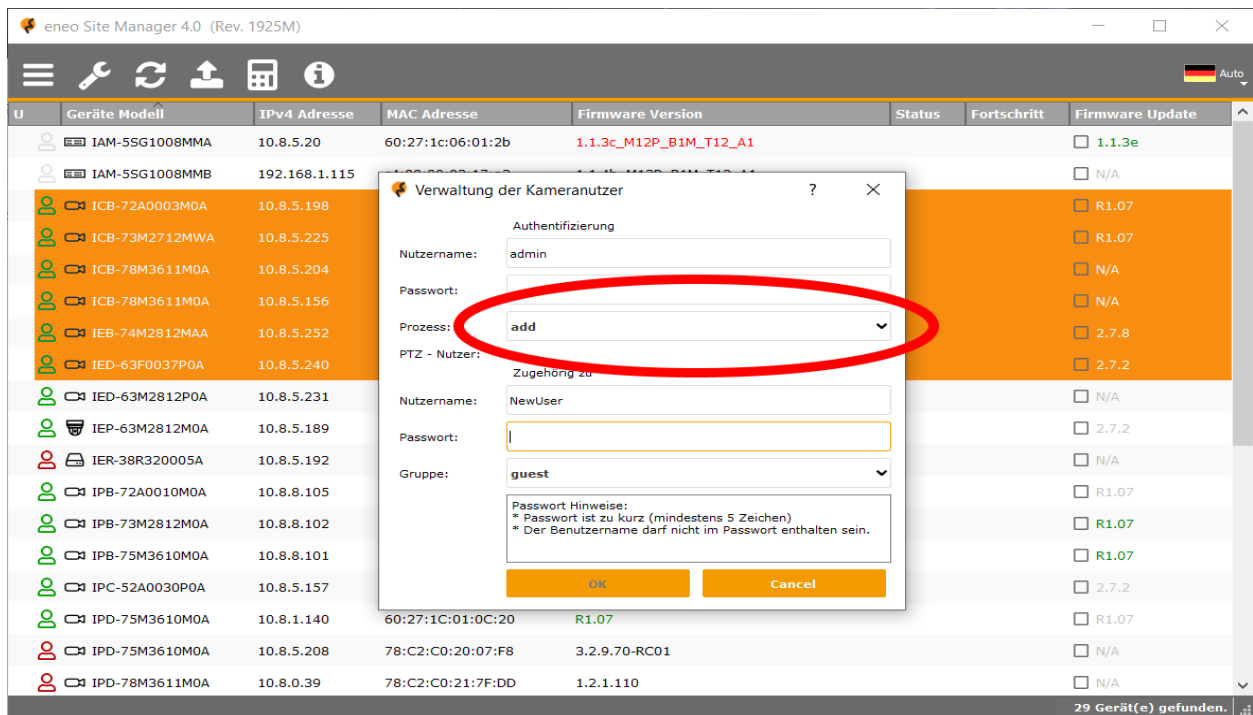 eneo Site Manager 4.0 (Rev. 1925M)
Auto
U Geräte Modell IPv4 Adresse MAC Adresse Firmware Version Status Fortschritt Firmware Update
IAM-5SG1008MMA 10.8.5.20 60:27:1c:06:01:2b 1.1.3c_M12P_B1M_T12_A1 1.1.3e
IAM-5SG1008MMB 192.168.1.115 N/A
ICB-72A0003M0A 10.8.5.198 R1.07
ICB-73M2712MWA 10.8.5.225 R1.07
ICB-78M3611M0A 10.8.5.204 N/A
ICB-78M3611M0A 10.8.5.156 N/A
IEB-74M2812MAA 10.8.5.252 2.7.8
IED-63F0037P0A 10.8.5.240 2.7.2
IED-63M2812P0A 10.8.5.231 N/A
IEP-63M2812M0A 10.8.5.189 2.7.2
IER-38R320005A 10.8.5.192 N/A
IPB-72A0010M0A 10.8.8.105 R1.07
IPB-73M2812M0A 10.8.8.102 R1.07
IPB-75M3610M0A 10.8.8.101 R1.07
IPC-52A0030P0A 10.8.5.157 2.7.2
IPD-75M3610M0A 10.8.1.140 60:27:1C:01:0C:20 R1.07 R1.07
IPD-75M3610M0A 10.8.5.208 78:C2:C0:20:07:F8 3.2.9.70-RC01 N/A
IPD-78M3611M0A 10.8.0.39 78:C2:C0:21:7F:DD 1.2.1.110 N/A
29 Gerät(e) gefunden.
Verwaltung der Kameranutzer ?
Authentifizierung
Nutzername: admin
Passwort:
Prozess: add
PTZ - Nutzer:
Zugehörig zu
Nutzername: NewUser
Passwort:
Gruppe: guest
Passwort Hinweise:
* Passwort ist zu kurz (mindestens 5 Zeichen)
* Der Benutzername darf nicht im Passwort enthalten sein.
OK Cancel